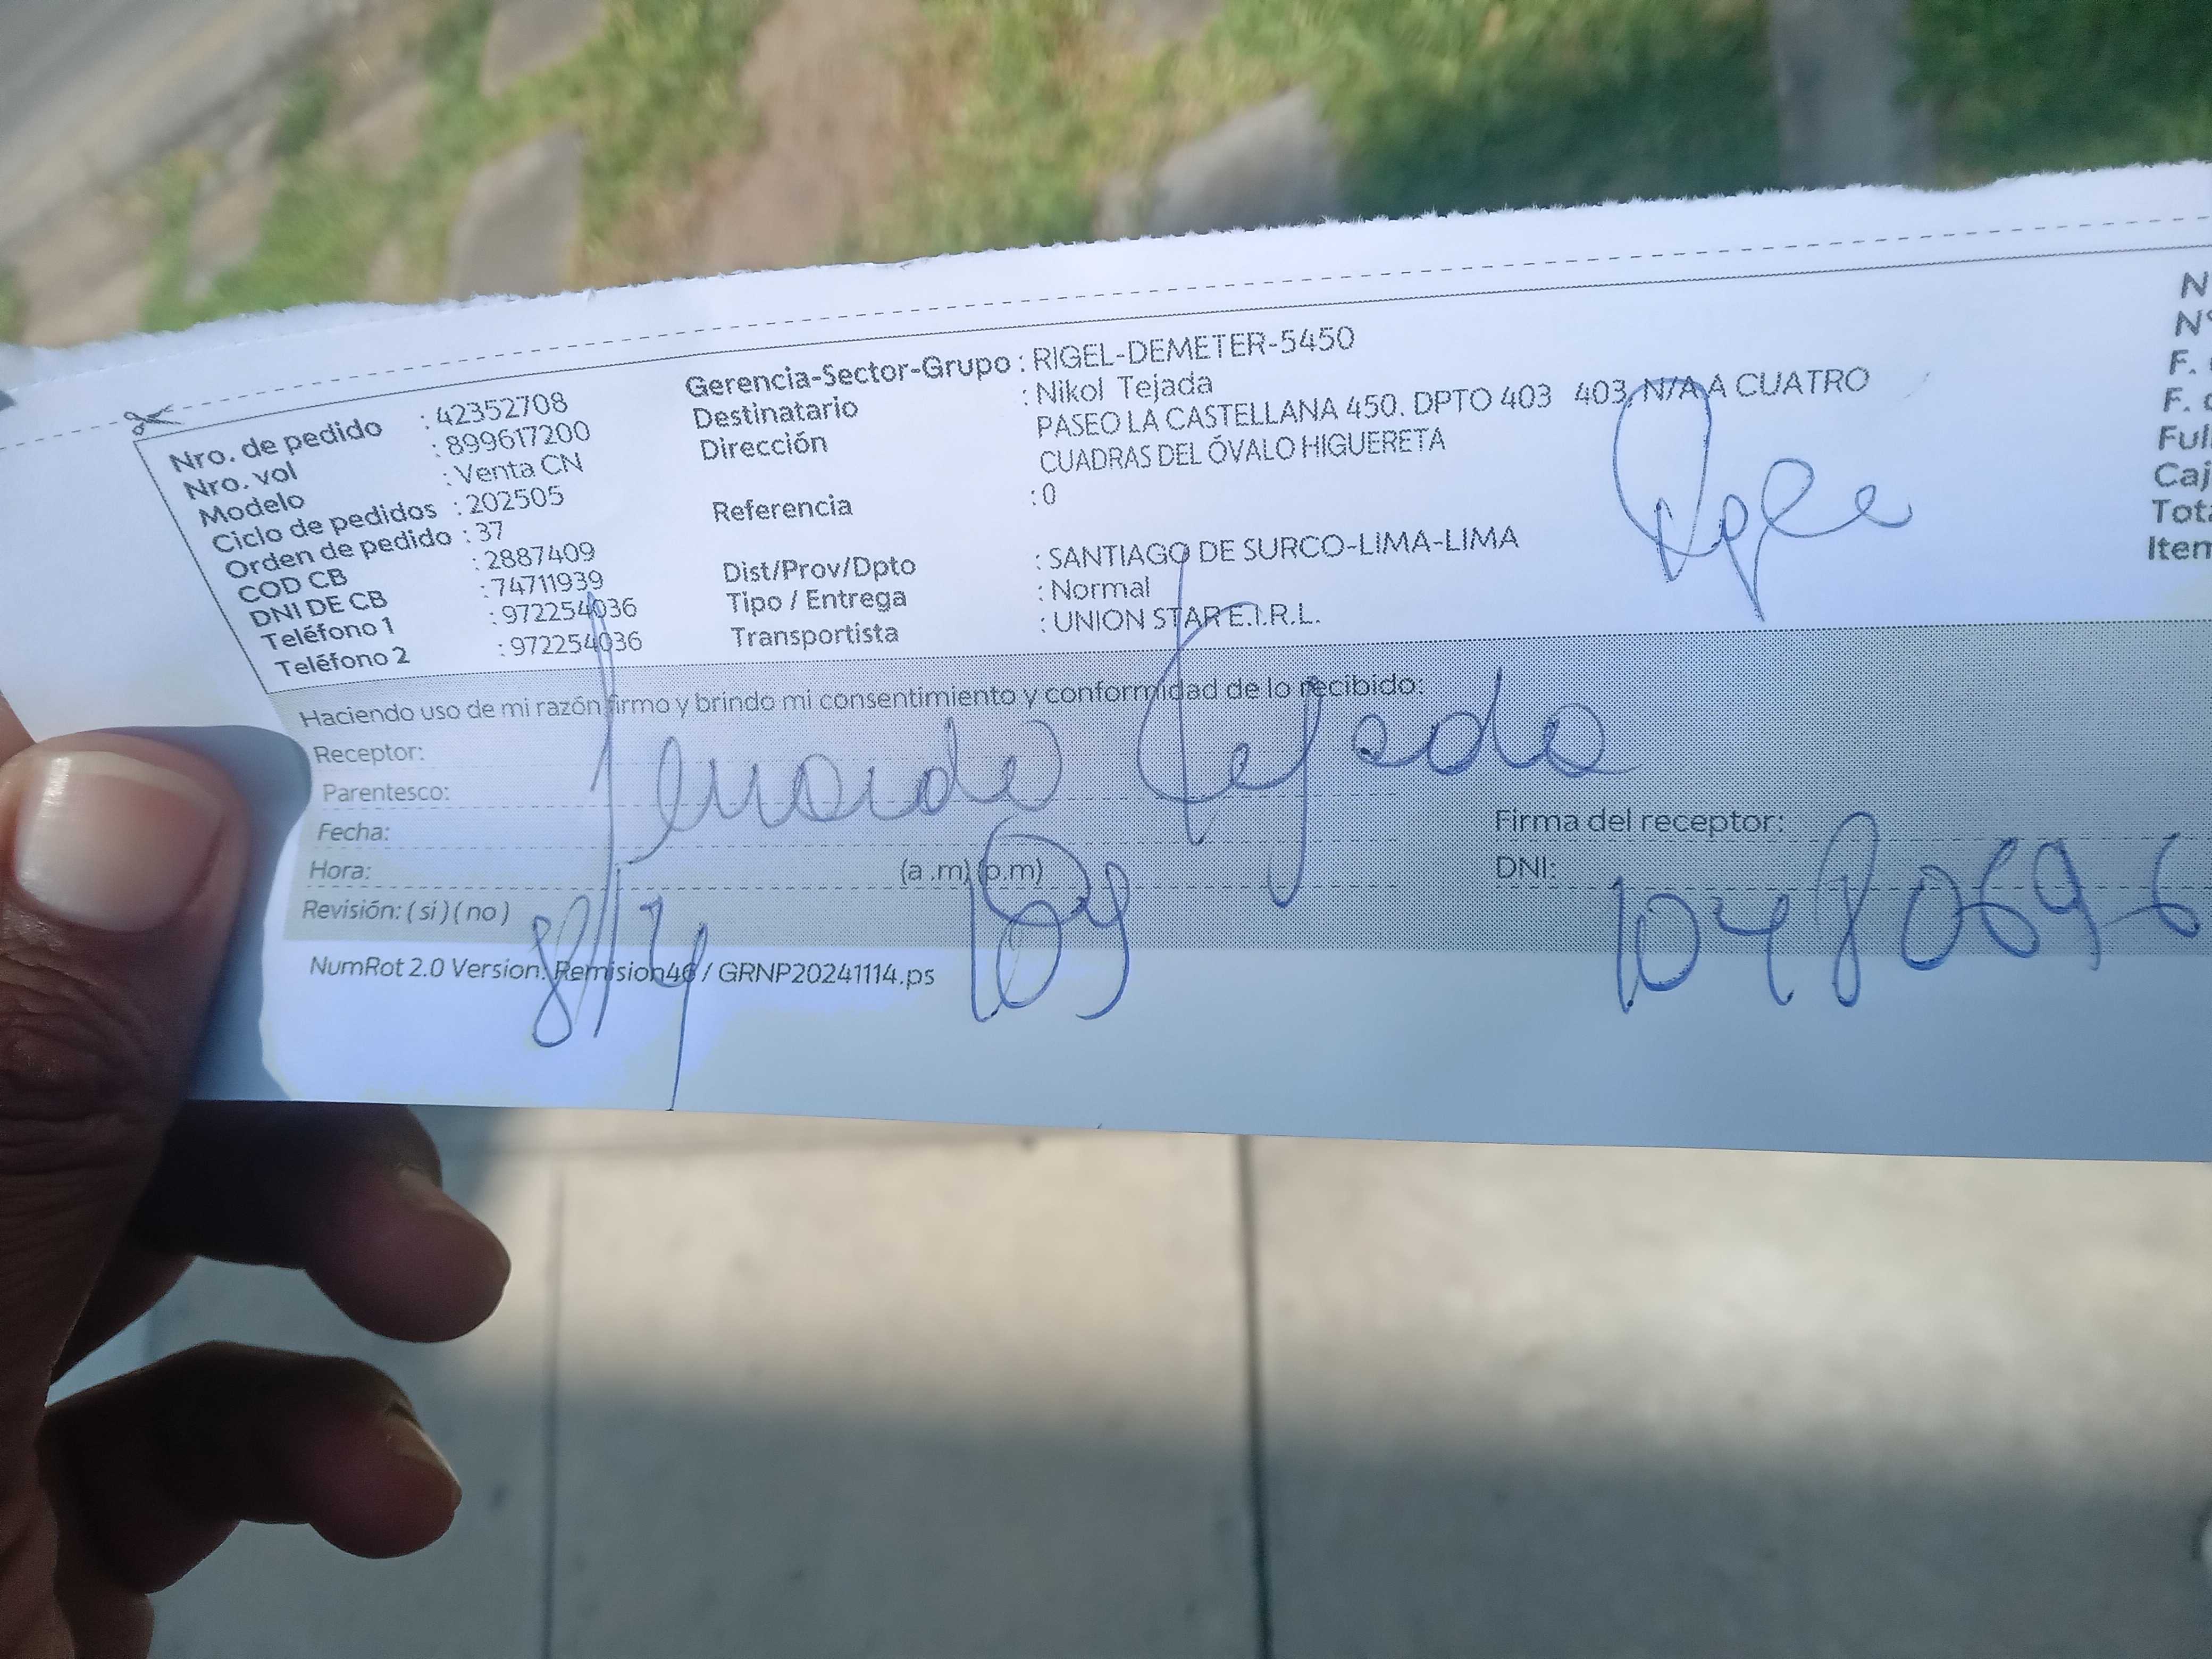 Nro. de pedido : 42352708
Nro. vol : 899617200
Modelo : Venta CN
Ciclo de pedidos : 202505
Orden de pedido : 37
COD CB : 2887409
DNI DE CB : 74711939
Teléfono 1 : 972254036
Teléfono 2 : 972254036
Gerencia-Sector-Grupo : RIGEL-DEMETER-5450
Destinatario : Nikol Tejada
Dirección PASEO LA CASTELLANA 450. DPTO 403 403, N/A A CUATRO
CUADRAS DEL ÓVALO HIGUERETA
Referencia : 0
Dist/Prov/Dpto : SANTIAGO DE SURCO-LIMA-LIMA
Tipo / Entrega : Normal
Transportista : UNION STAR E.I.R.L.
N
N°
F.
F.
Ful
Caj
Tot
Item
Haciendo uso de mi razón firmo y brindo mi consentimiento y conformidad de lo recibido:
Receptor:
Parentesco:
Tejada
Fecha:
Hora: (a .m) (p.m)
Revisión: ( si ) ( no )
Firma del receptor:
DNI: 10480696
NumRot 2.0 Version: Remision46 / GRNP20241114.ps